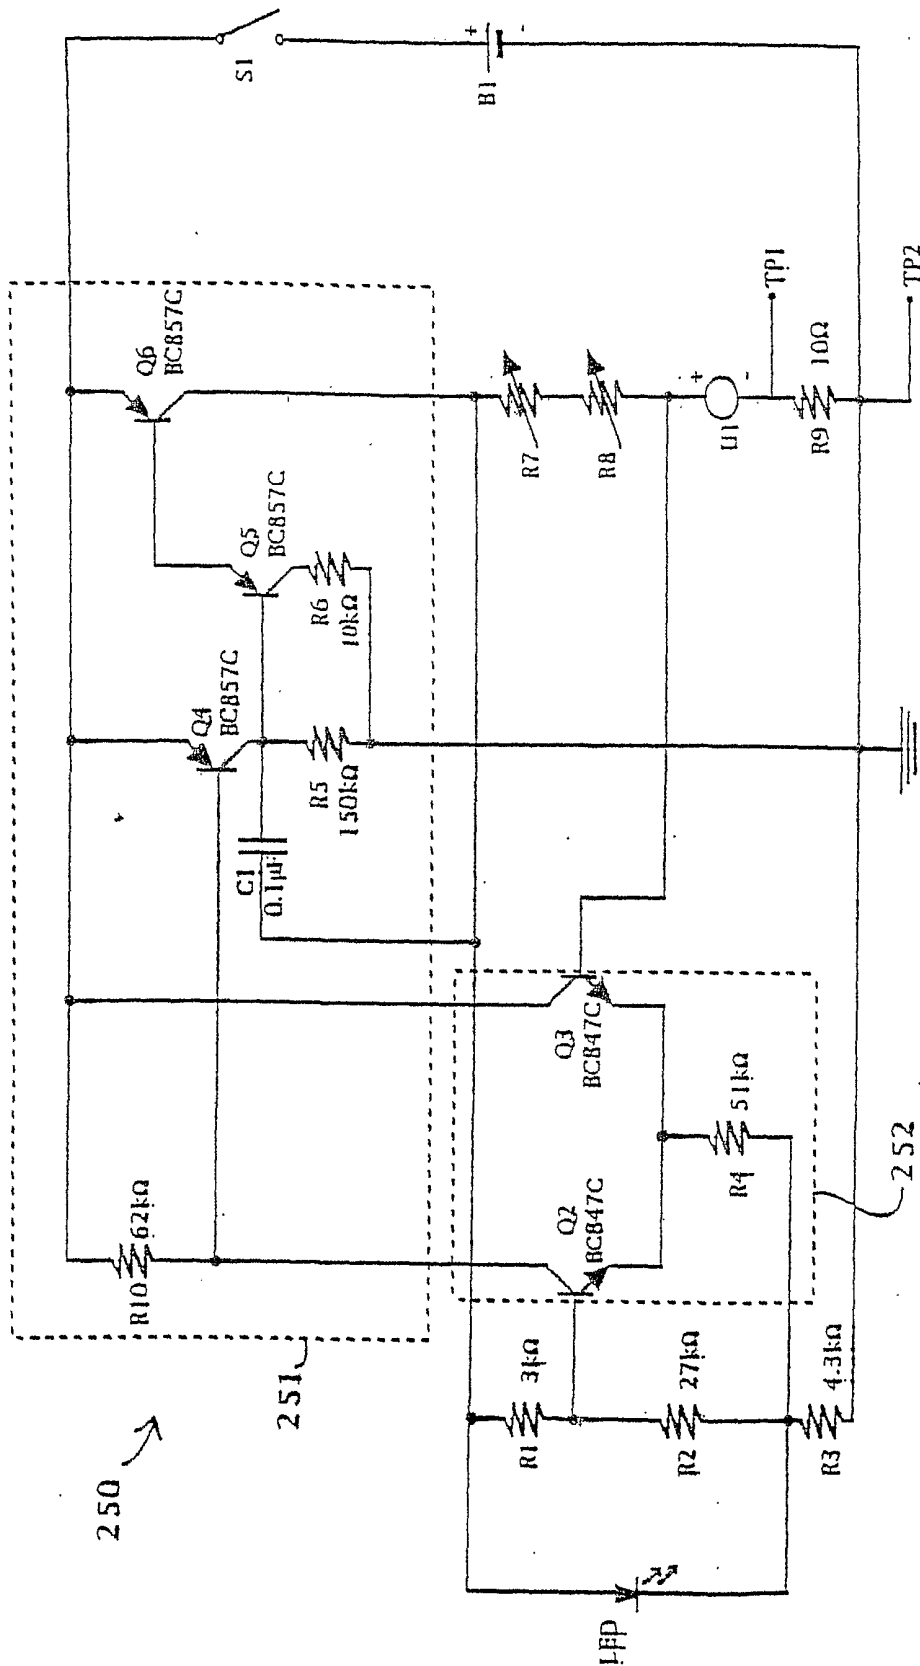 250
251
252
S1
B1
+
-
Q6
BC857C
Q5
BC857C
Q4
BC857C
R6
10kΩ
R5
150kΩ
C1
0.1µF
R10
62kΩ
R7
R8
+
-
U1
TP1
R9
10Ω
TP2
Q3
BC847C
Q2
BC847C
R4
51kΩ
R1
3kΩ
R2
27kΩ
R3
4.3kΩ
LED